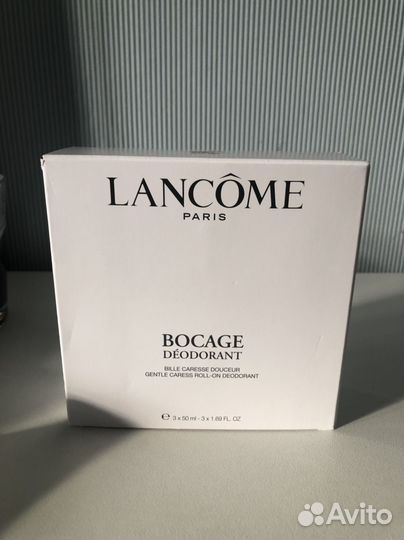 LANCÔME
PARIS
BOCAGE
DÉODORANT
BILLE CARESSE DOUCEUR
GENTLE CARESS ROLL-ON DEODORANT
℮ 3 x 50 ml - 3 x 1.69 FL. OZ
Avito